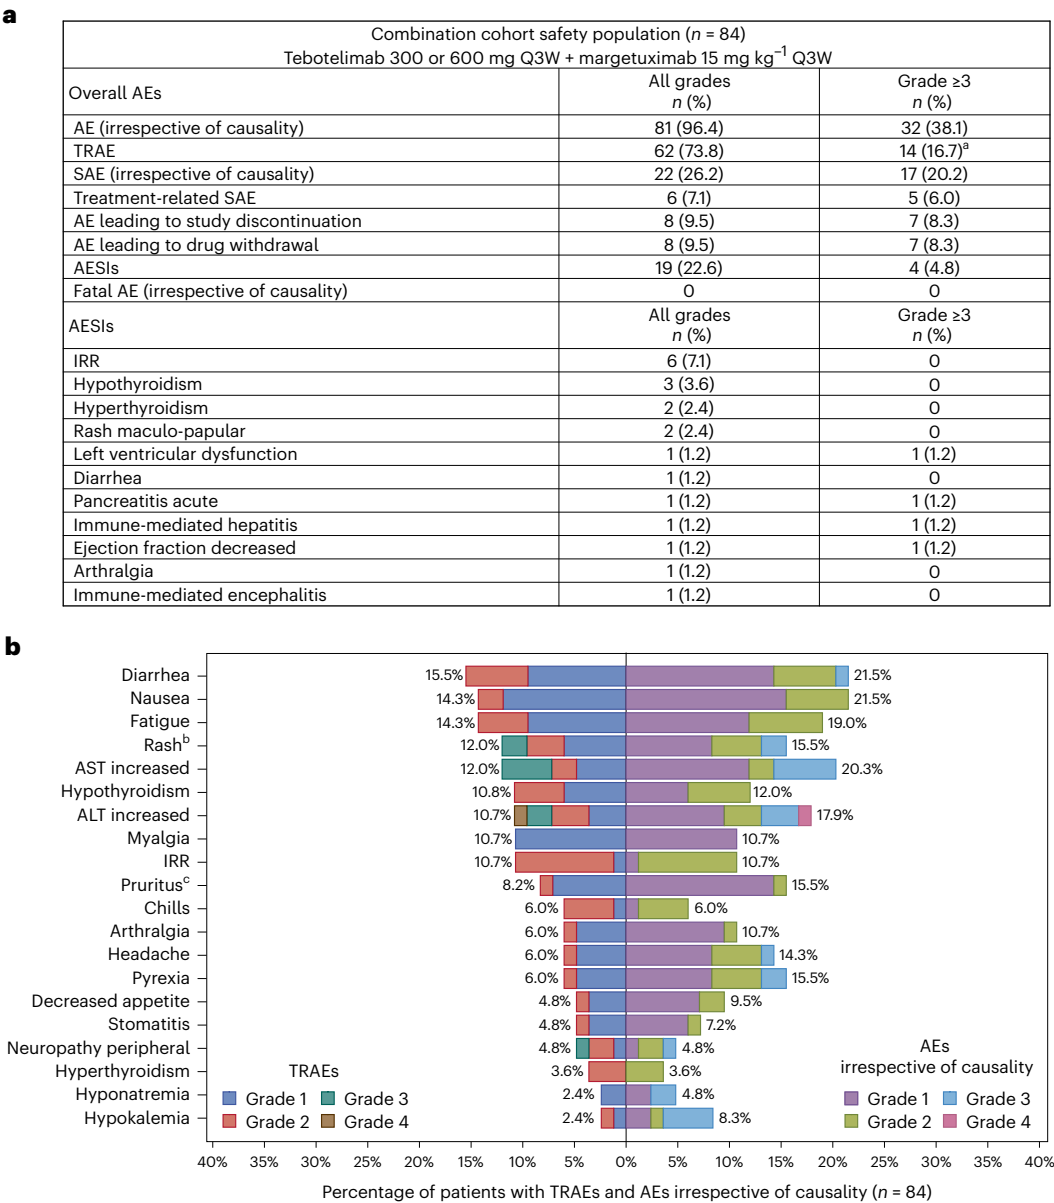 a
Combination cohort safety population (n = 84)
Tebotelimab 300 or 600 mg Q3W + margetuximab 15 mg kg⁻¹ Q3W
Overall AEs All grades n (%) Grade ≥3 n (%)
AE (irrespective of causality) 81 (96.4) 32 (38.1)
TRAE 62 (73.8) 14 (16.7)ᵃ
SAE (irrespective of causality) 22 (26.2) 17 (20.2)
Treatment-related SAE 6 (7.1) 5 (6.0)
AE leading to study discontinuation 8 (9.5) 7 (8.3)
AE leading to drug withdrawal 8 (9.5) 7 (8.3)
AESIs 19 (22.6) 4 (4.8)
Fatal AE (irrespective of causality) 0 0
AESIs All grades n (%) Grade ≥3 n (%)
IRR 6 (7.1) 0
Hypothyroidism 3 (3.6) 0
Hyperthyroidism 2 (2.4) 0
Rash maculo-papular 2 (2.4) 0
Left ventricular dysfunction 1 (1.2) 1 (1.2)
Diarrhea 1 (1.2) 0
Pancreatitis acute 1 (1.2) 1 (1.2)
Immune-mediated hepatitis 1 (1.2) 1 (1.2)
Ejection fraction decreased 1 (1.2) 1 (1.2)
Arthralgia 1 (1.2) 0
Immune-mediated encephalitis 1 (1.2) 0
b
Diarrhea 15.5% 21.5%
Nausea 14.3% 21.5%
Fatigue 14.3% 19.0%
Rashᵇ 12.0% 15.5%
AST increased 12.0% 20.3%
Hypothyroidism 10.8% 12.0%
ALT increased 10.7% 17.9%
Myalgia 10.7% 10.7%
IRR 10.7% 10.7%
Pruritusᶜ 8.2% 15.5%
Chills 6.0% 6.0%
Arthralgia 6.0% 10.7%
Headache 6.0% 14.3%
Pyrexia 6.0% 15.5%
Decreased appetite 4.8% 9.5%
Stomatitis 4.8% 7.2%
Neuropathy peripheral 4.8% 4.8%
Hyperthyroidism 3.6% 3.6%
Hyponatremia 2.4% 4.8%
Hypokalemia 2.4% 8.3%
TRAEs
Grade 1 Grade 3
Grade 2 Grade 4
AEs
irrespective of causality
Grade 1 Grade 3
Grade 2 Grade 4
40% 35% 30% 25% 20% 15% 10% 5% 0% 5% 10% 15% 20% 25% 30% 35% 40%
Percentage of patients with TRAEs and AEs irrespective of causality (n = 84)